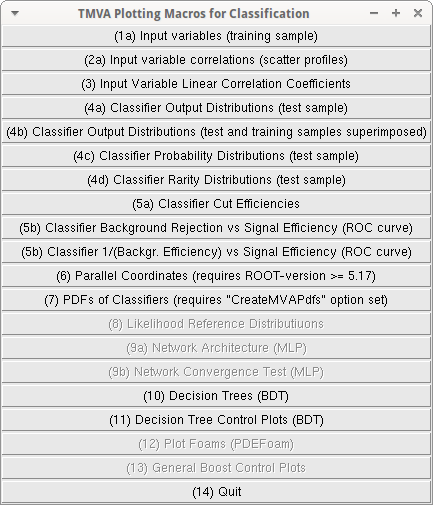 TMVA Plotting Macros for Classification
(1a) Input variables (training sample)
(2a) Input variable correlations (scatter profiles)
(3) Input Variable Linear Correlation Coefficients
(4a) Classifier Output Distributions (test sample)
(4b) Classifier Output Distributions (test and training samples superimposed)
(4c) Classifier Probability Distributions (test sample)
(4d) Classifier Rarity Distributions (test sample)
(5a) Classifier Cut Efficiencies
(5b) Classifier Background Rejection vs Signal Efficiency (ROC curve)
(5b) Classifier 1/(Backgr. Efficiency) vs Signal Efficiency (ROC curve)
(6) Parallel Coordinates (requires ROOT-version >= 5.17)
(7) PDFs of Classifiers (requires "CreateMVAPdfs" option set)
(8) Likelihood Reference Distributiuons
(9a) Network Architecture (MLP)
(9b) Network Convergence Test (MLP)
(10) Decision Trees (BDT)
(11) Decision Tree Control Plots (BDT)
(12) Plot Foams (PDEFoam)
(13) General Boost Control Plots
(14) Quit